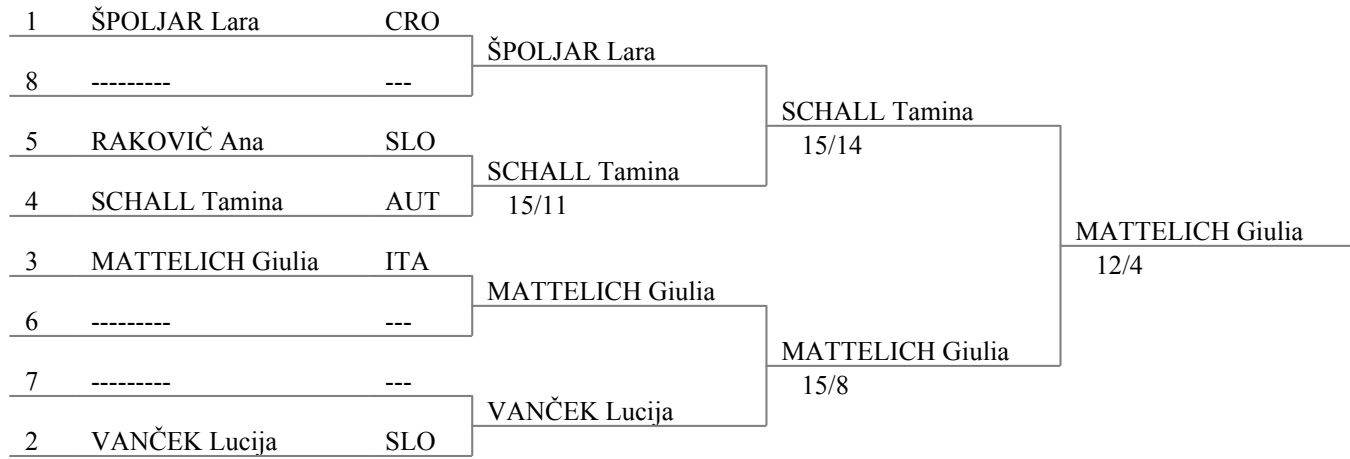 1 ŠPOLJAR Lara CRO
ŠPOLJAR Lara
8 --------- ---
SCHALL Tamina
15/14
5 RAKOVIČ Ana SLO
SCHALL Tamina
15/11
4 SCHALL Tamina AUT
MATTELICH Giulia
12/4
3 MATTELICH Giulia ITA
MATTELICH Giulia
6 --------- ---
MATTELICH Giulia
15/8
7 --------- ---
VANČEK Lucija
2 VANČEK Lucija SLO